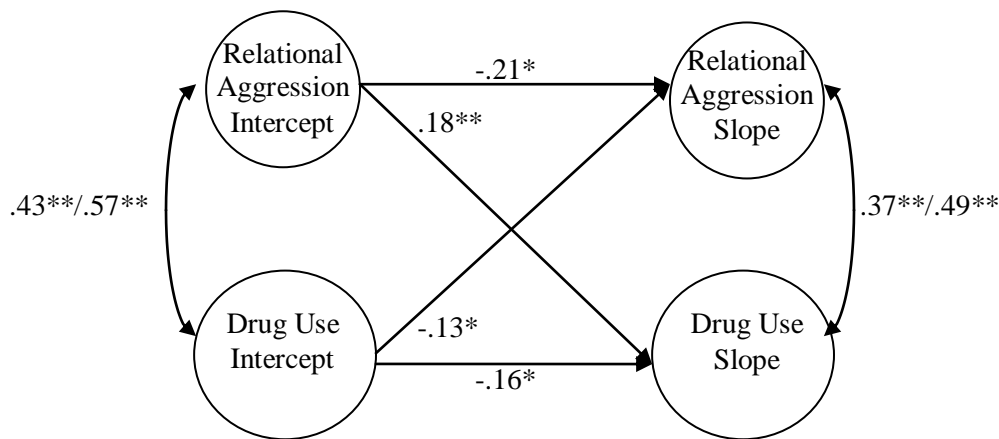 Relational
Aggression
Intercept
-.21*
Relational
Aggression
Slope
.18**
.43**/.57**
.37**/.49**
Drug Use
Intercept
-.13*
-.16*
Drug Use
Slope